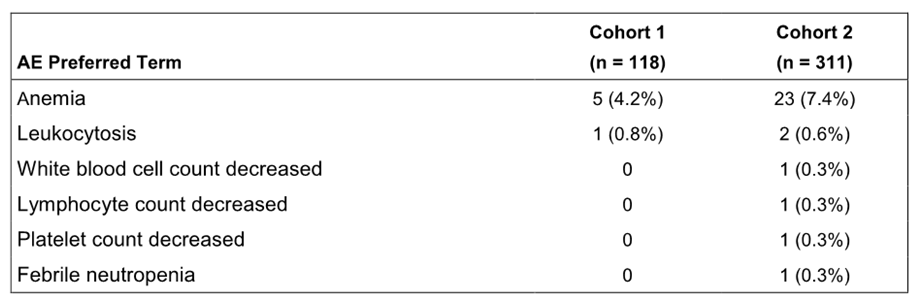 Cohort 1 Cohort 2
AE Preferred Term (n = 118) (n = 311)
Anemia 5 (4.2%) 23 (7.4%)
Leukocytosis 1 (0.8%) 2 (0.6%)
White blood cell count decreased 0 1 (0.3%)
Lymphocyte count decreased 0 1 (0.3%)
Platelet count decreased 0 1 (0.3%)
Febrile neutropenia 0 1 (0.3%)